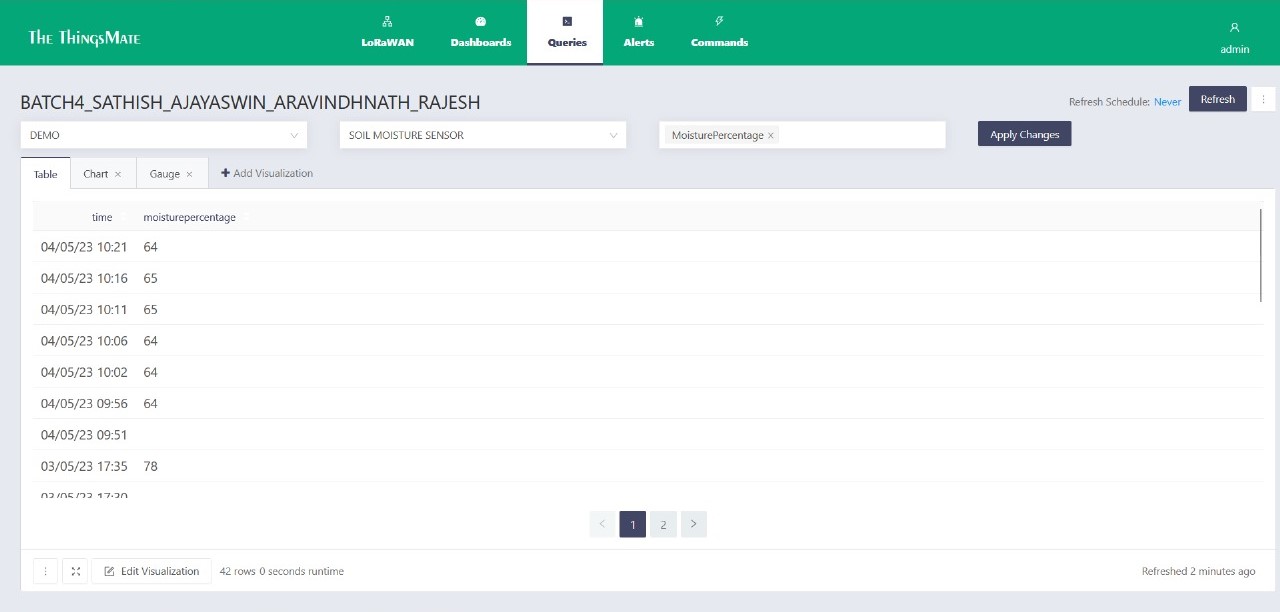 The ThingsMate
LoRaWAN
Dashboards
Queries
Alerts
Commands
admin
BATCH4_SATHISH_AJAYASWIN_ARAVINDHNATH_RAJESH
Refresh Schedule: Never
Refresh
DEMO
SOIL MOISTURE SENSOR
MoisturePercentage ×
Apply Changes
Table
Chart ×
Gauge ×
+ Add Visualization
time moisturepercentage
04/05/23 10:21 64
04/05/23 10:16 65
04/05/23 10:11 65
04/05/23 10:06 64
04/05/23 10:02 64
04/05/23 09:56 64
04/05/23 09:51
03/05/23 17:35 78
03/05/23 17:30
< 1 2 >
Edit Visualization 42 rows 0 seconds runtime
Refreshed 2 minutes ago